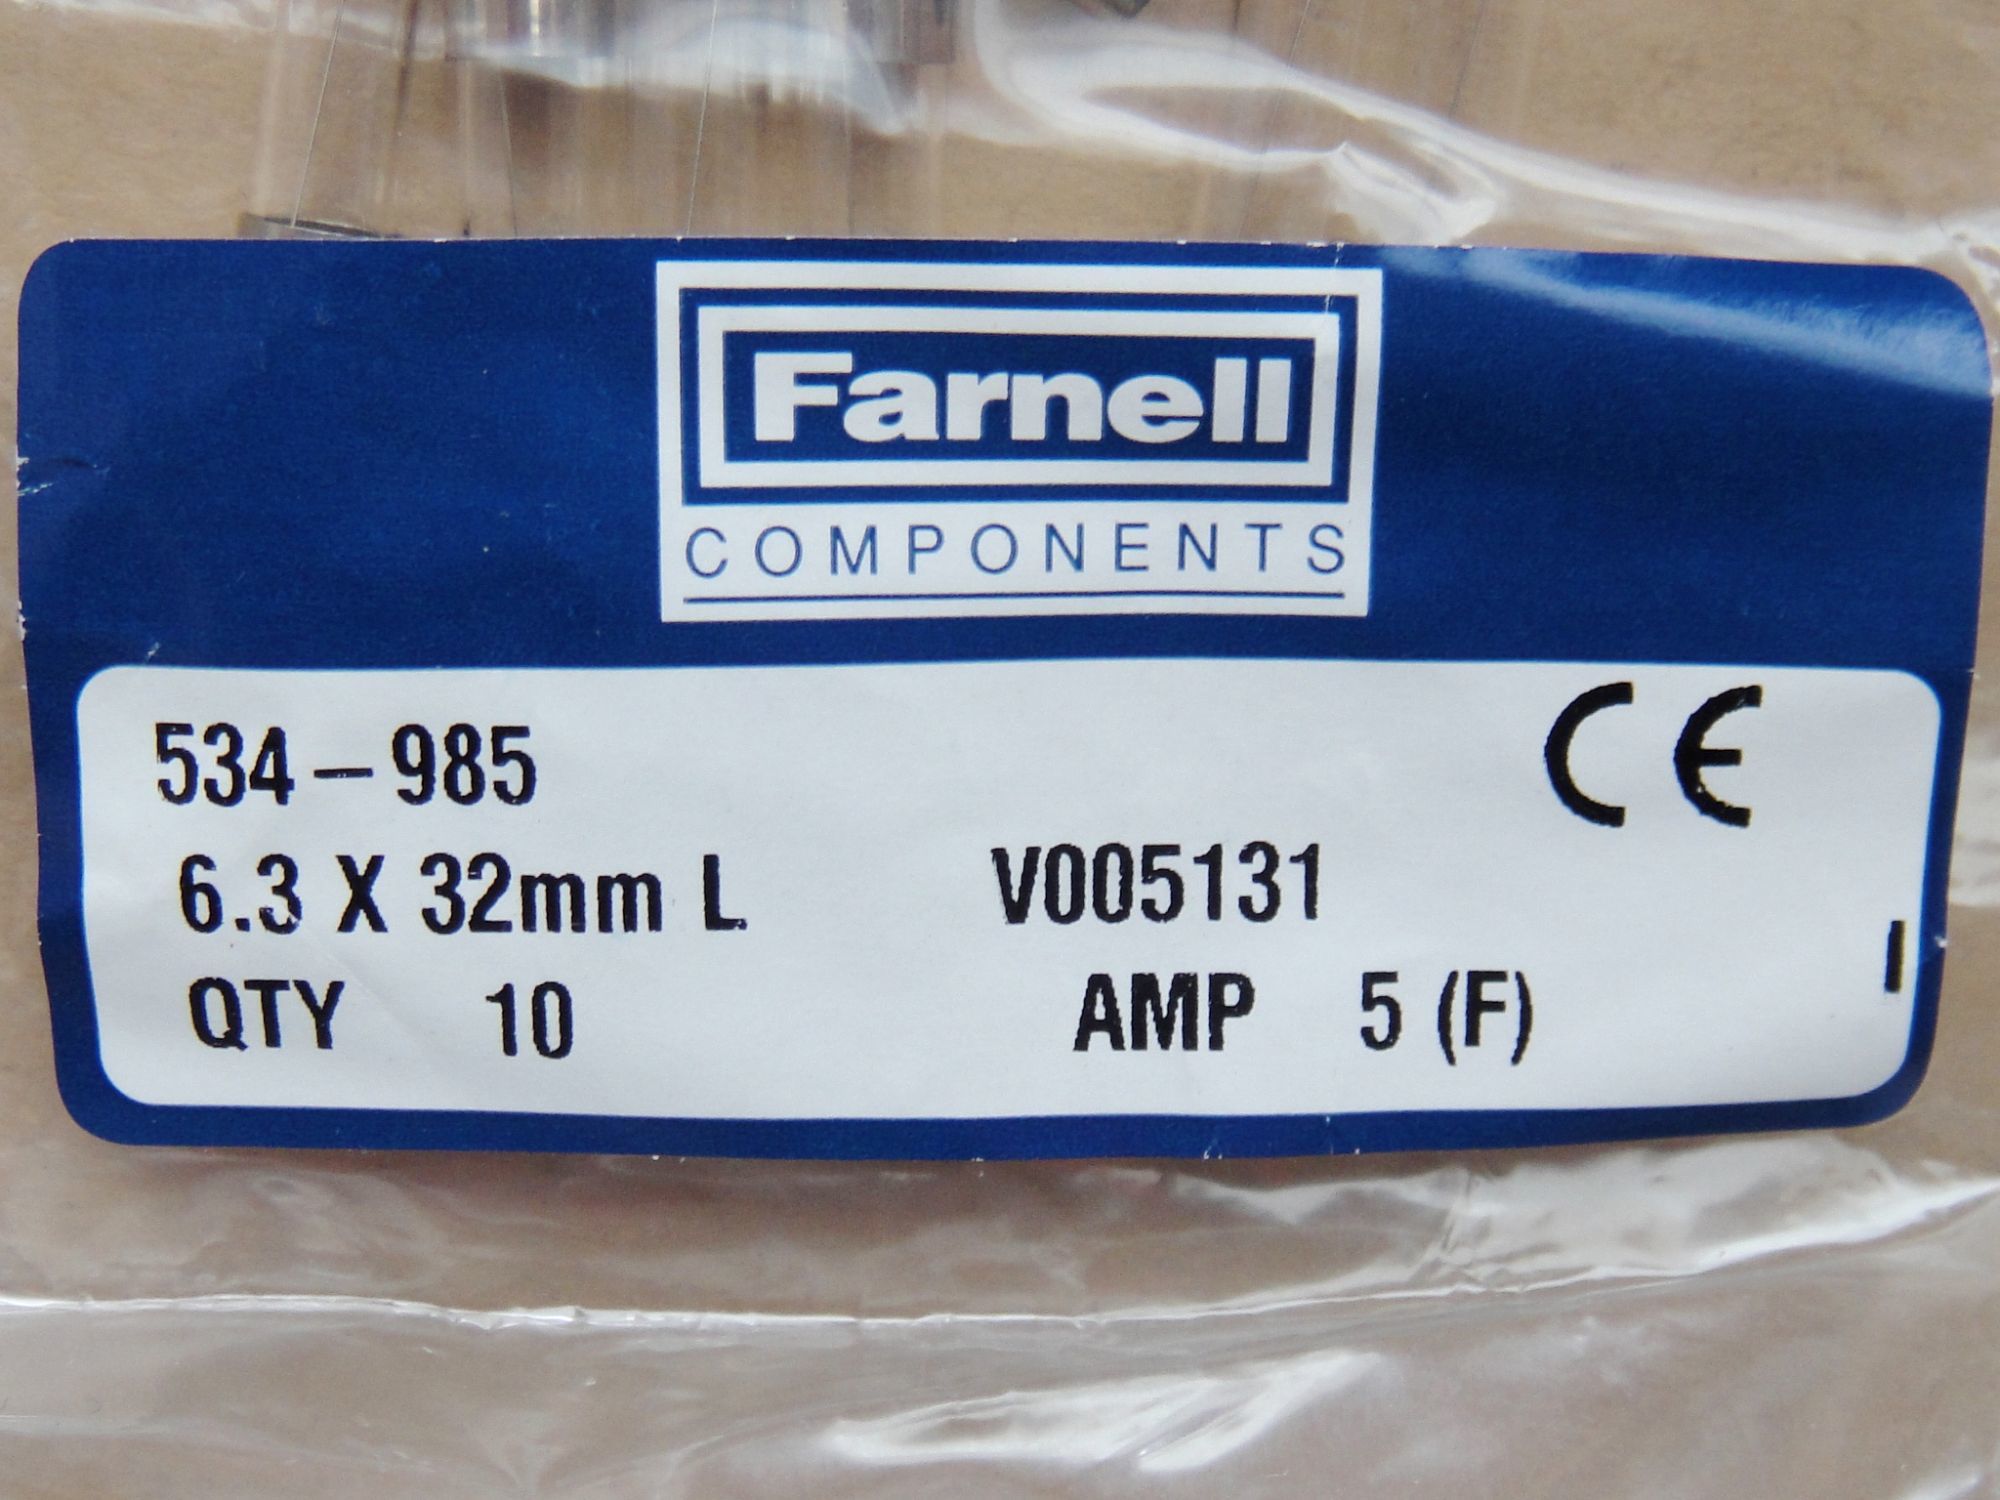 Farnell
COMPONENTS
534-985 CE
6.3 X 32mm L V005131
QTY 10 AMP 5 (F)